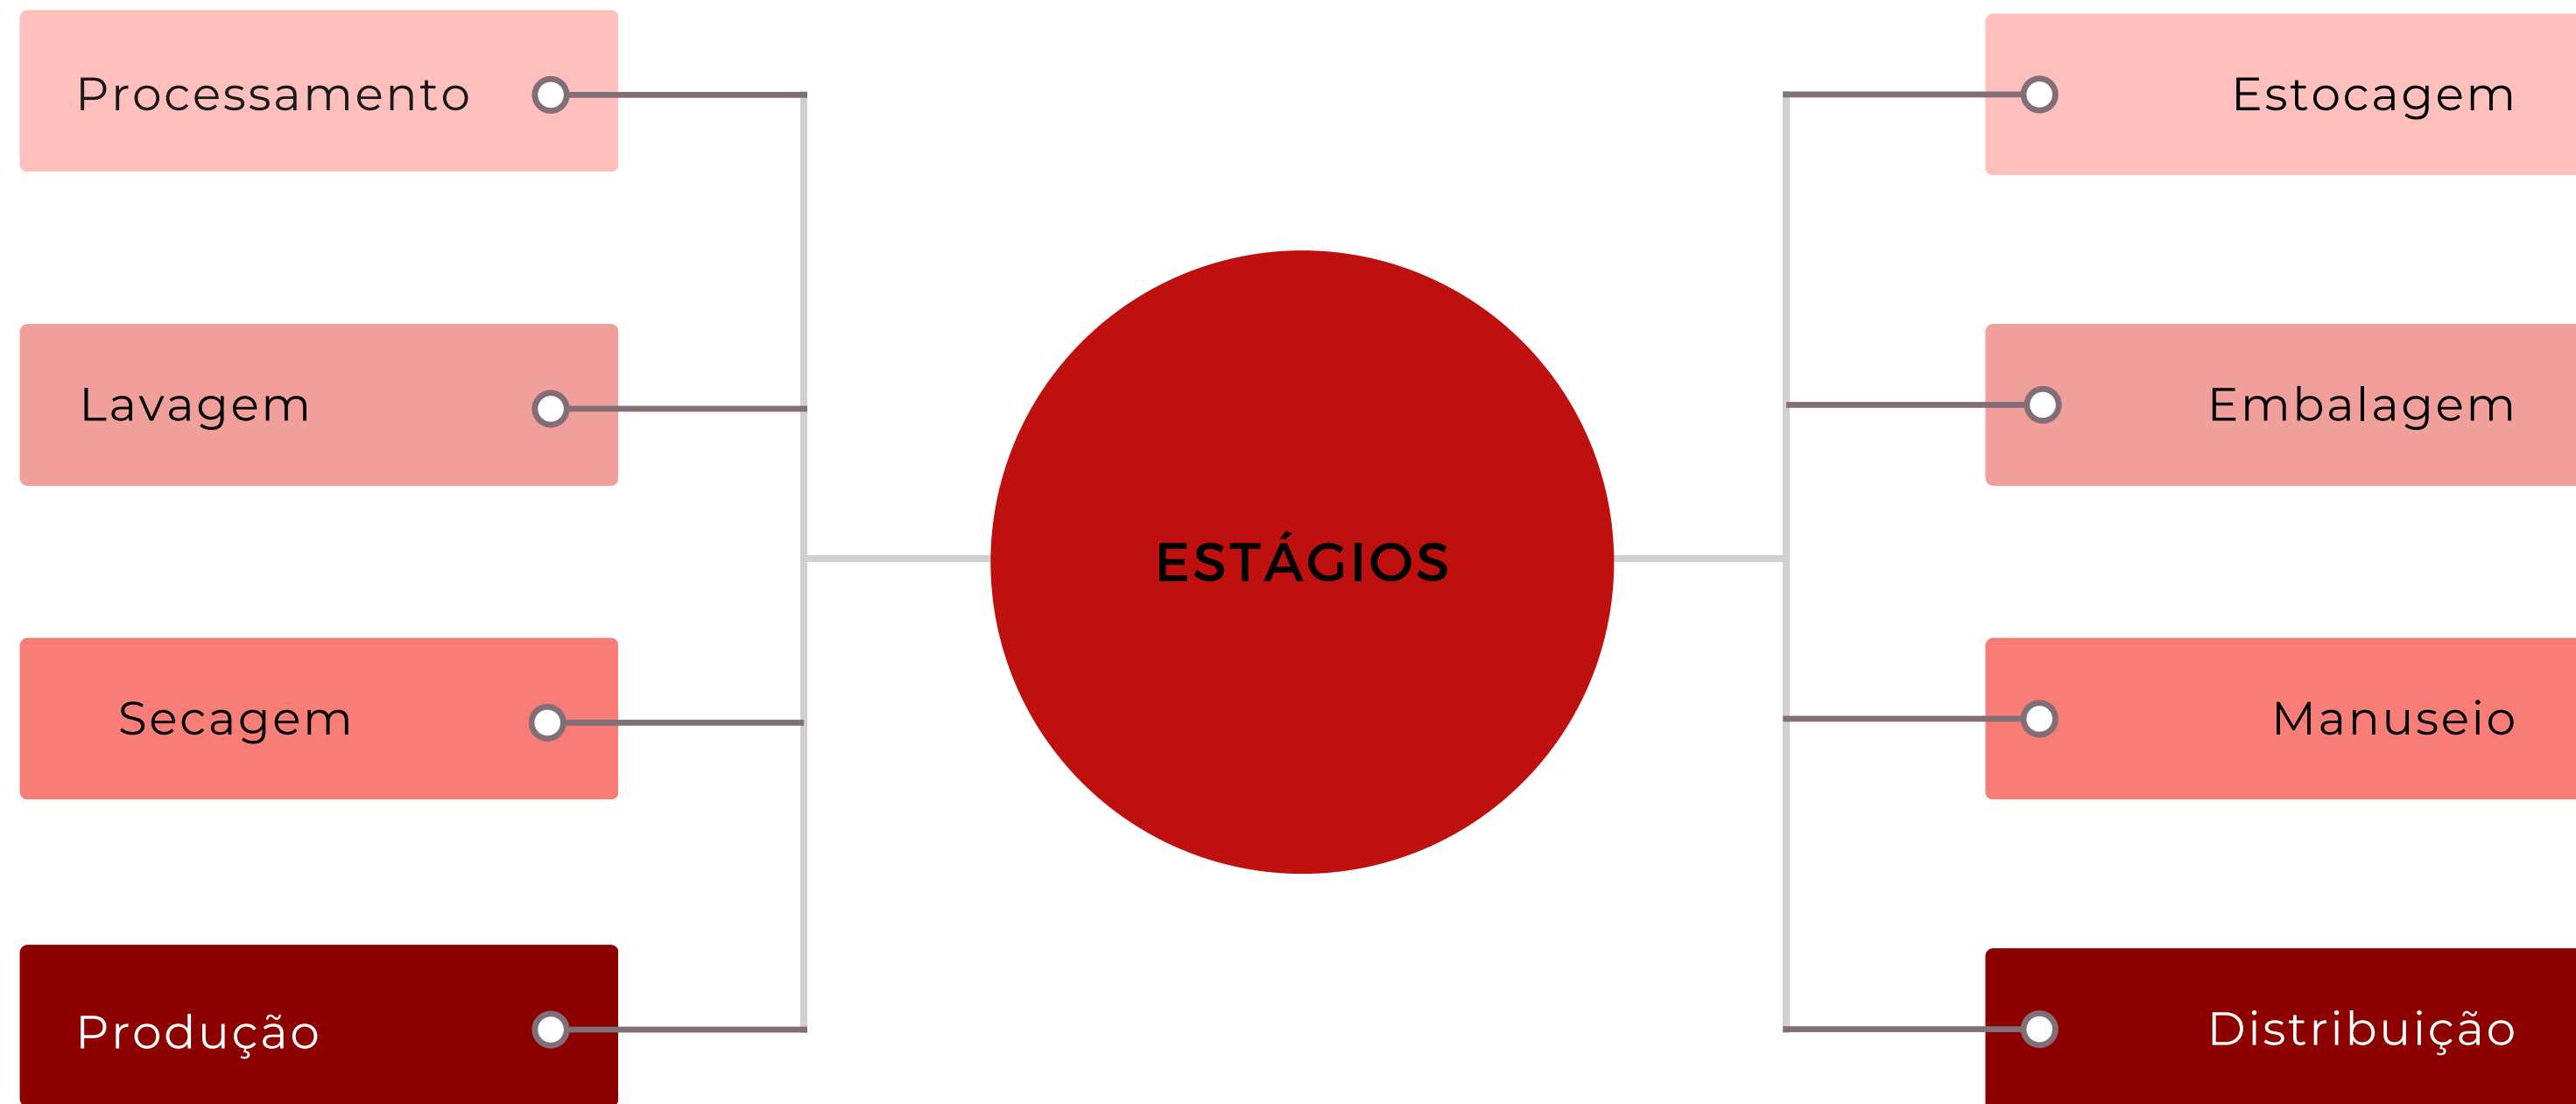 Processamento
Lavagem
Secagem
Produção
ESTÁGIOS
Estocagem
Embalagem
Manuseio
Distribuição